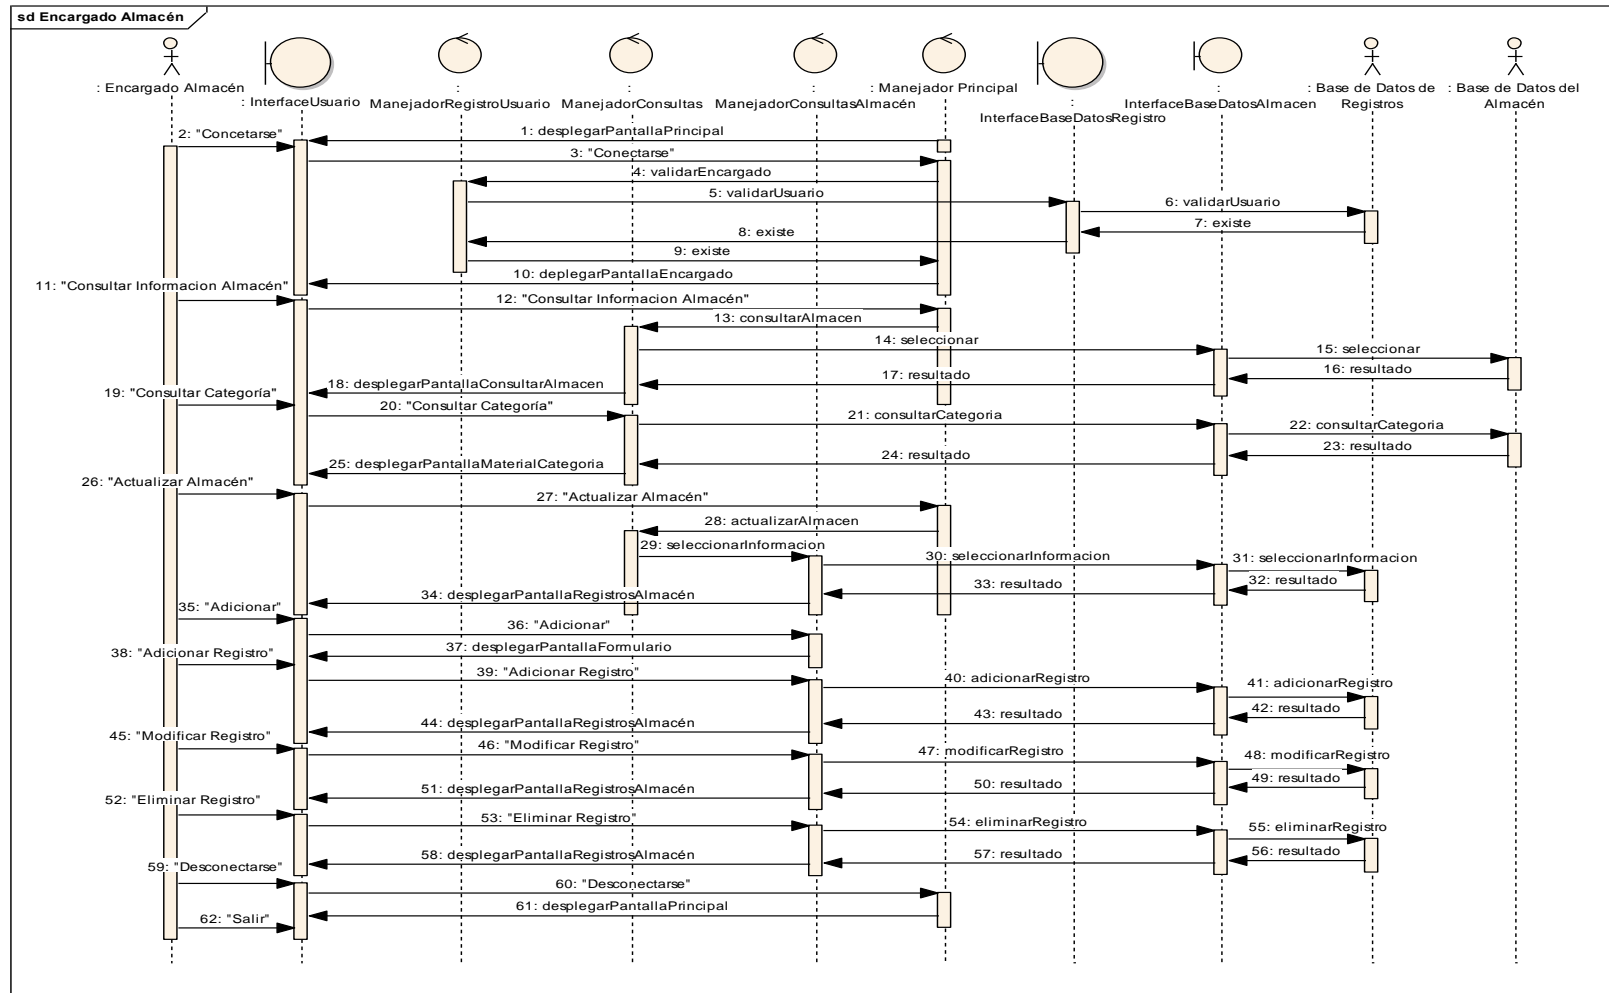 sd Encargado Almacén
: Encargado Almacén
: InterfaceUsuario
:
ManejadorRegistroUsuario
:
ManejadorConsultas
:
ManejadorConsultasAlmacén
: Manejador Principal
:
InterfaceBaseDatosRegistro
:
InterfaceBaseDatosAlmacen
: Base de Datos de
Registros
: Base de Datos del
Almacén
1: desplegarPantallaPrincipal
2: "Concetarse"
3: "Conectarse"
4: validarEncargado
5: validarUsuario
6: validarUsuario
7: existe
8: existe
9: existe
10: deplegarPantallaEncargado
11: "Consultar Informacion Almacén"
12: "Consultar Informacion Almacén"
13: consultarAlmacen
14: seleccionar
15: seleccionar
16: resultado
17: resultado
18: desplegarPantallaConsultarAlmacen
19: "Consultar Categoría"
20: "Consultar Categoría"
21: consultarCategoria
22: consultarCategoria
23: resultado
24: resultado
25: desplegarPantallaMaterialCategoria
26: "Actualizar Almacén"
27: "Actualizar Almacén"
28: actualizarAlmacen
29: seleccionarInformacion
30: seleccionarInformacion
31: seleccionarInformacion
32: resultado
33: resultado
34: desplegarPantallaRegistrosAlmacén
35: "Adicionar"
36: "Adicionar"
37: desplegarPantallaFormulario
38: "Adicionar Registro"
39: "Adicionar Registro"
40: adicionarRegistro
41: adicionarRegistro
42: resultado
43: resultado
44: desplegarPantallaRegistrosAlmacén
45: "Modificar Registro"
46: "Modificar Registro"
47: modificarRegistro
48: modificarRegistro
49: resultado
50: resultado
51: desplegarPantallaRegistrosAlmacén
52: "Eliminar Registro"
53: "Eliminar Registro"
54: eliminarRegistro
55: eliminarRegistro
56: resultado
57: resultado
58: desplegarPantallaRegistrosAlmacén
59: "Desconectarse"
60: "Desconectarse"
61: desplegarPantallaPrincipal
62: "Salir"